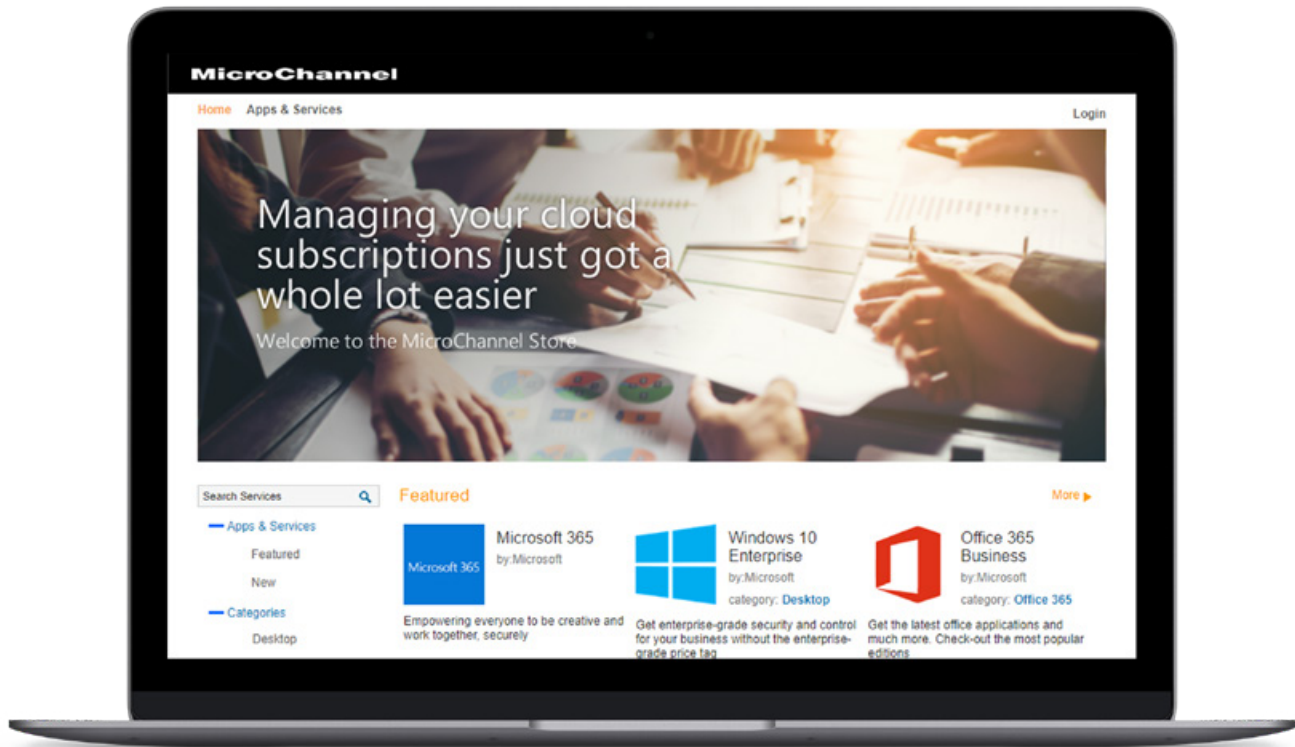 MicroChannel
Home Apps & Services Login
Managing your cloud
subscriptions just got a
whole lot easier
Welcome to the MicroChannel Store
Search Services
Apps & Services
Featured
New
Categories
Desktop
Featured
More
Microsoft 365
Microsoft 365
by:Microsoft
Empowering everyone to be creative and
work together, securely
Windows 10
Enterprise
by:Microsoft
category: Desktop
Get enterprise-grade security and control
for your business without the enterprise-
grade price tag
Office 365
Business
by:Microsoft
category: Office 365
Get the latest office applications and
much more. Check-out the most popular
editions